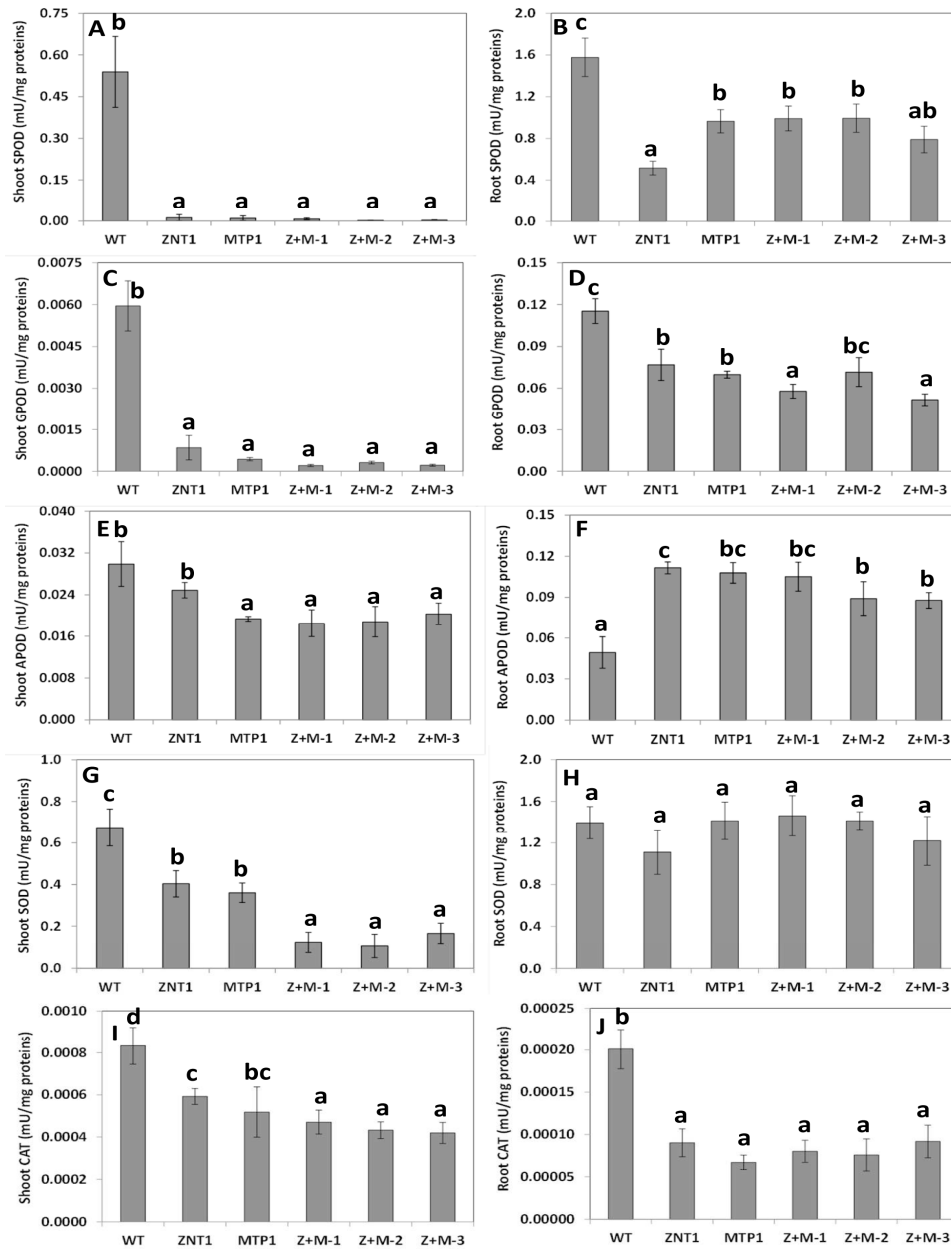 A
Shoot SPOD (mU/mg proteins)
0.75
0.60
0.45
0.30
0.15
0.00
b a a a a a
WT ZNT1 MTP1 Z+M-1 Z+M-2 Z+M-3
B
Root SPOD (mU/mg proteins)
2.0
1.6
1.2
0.8
0.4
0.0
c a b b b ab
WT ZNT1 MTP1 Z+M-1 Z+M-2 Z+M-3
C
Shoot GPOD (mU/mg proteins)
0.0075
0.0060
0.0045
0.0030
0.0015
0.0000
b a a a a a
WT ZNT1 MTP1 Z+M-1 Z+M-2 Z+M-3
D
Root GPOD (mU/mg proteins)
0.15
0.12
0.09
0.06
0.03
0.00
c b b a bc a
WT ZNT1 MTP1 Z+M-1 Z+M-2 Z+M-3
E
Shoot APOD (mU/mg proteins)
0.040
0.032
0.024
0.016
0.008
0.000
b b a a a a
WT ZNT1 MTP1 Z+M-1 Z+M-2 Z+M-3
F
Root APOD (mU/mg proteins)
0.15
0.12
0.09
0.06
0.03
0.00
a c bc bc b b
WT ZNT1 MTP1 Z+M-1 Z+M-2 Z+M-3
G
Shoot SOD (mU/mg proteins)
1.0
0.8
0.6
0.4
0.2
0.0
c b b a a a
WT ZNT1 MTP1 Z+M-1 Z+M-2 Z+M-3
H
Root SOD (mU/mg proteins)
2.0
1.6
1.2
0.8
0.4
0.0
a a a a a a
WT ZNT1 MTP1 Z+M-1 Z+M-2 Z+M-3
I
Shoot CAT (mU/mg proteins)
0.0010
0.0008
0.0006
0.0004
0.0002
0.0000
d c bc a a a
WT ZNT1 MTP1 Z+M-1 Z+M-2 Z+M-3
J
Root CAT (mU/mg proteins)
0.00025
0.00020
0.00015
0.00010
0.00005
0.00000
b a a a a a
WT ZNT1 MTP1 Z+M-1 Z+M-2 Z+M-3